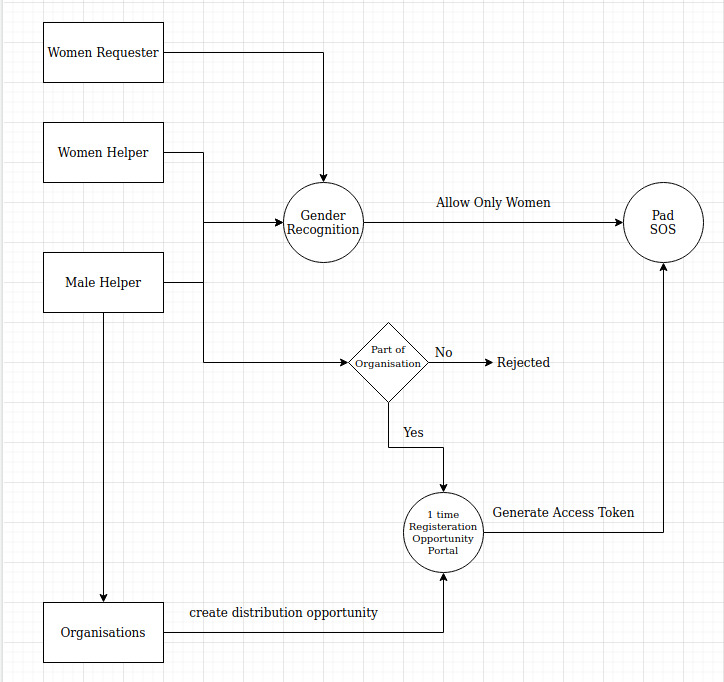 Women Requester
Women Helper
Gender
Recognition
Allow Only Women
Pad
SOS
Male Helper
Part of
Organisation
No
Rejected
Yes
1 time
Registeration
Opportunity
Portal
Generate Access Token
create distribution opportunity
Organisations